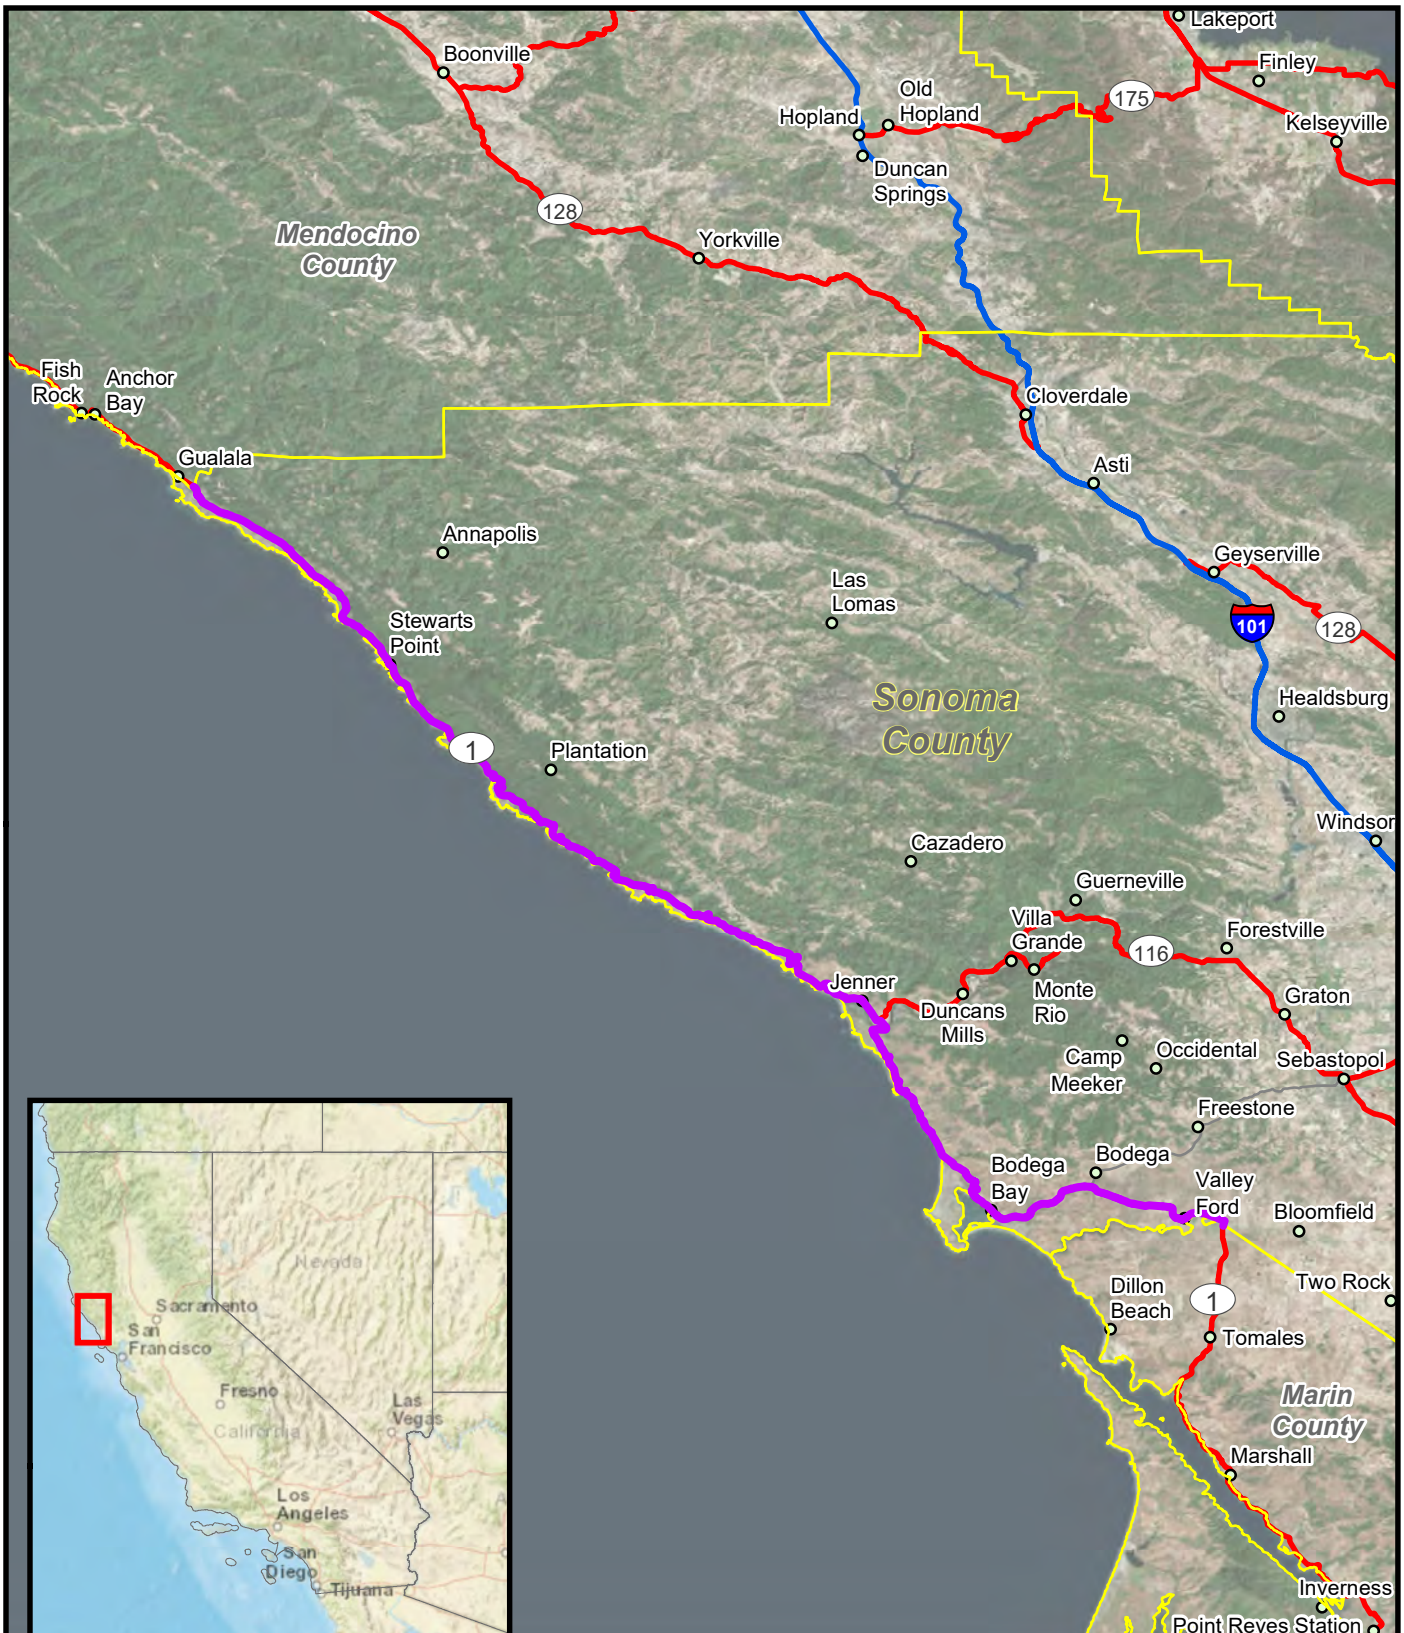 Lakeport
Boonville
Finley
Old
Hopland
175
Hopland
Kelseyville
Duncan
Springs
128
Mendocino
County
Yorkville
Fish
Rock
Anchor
Bay
Cloverdale
Gualala
Asti
Annapolis
Geyserville
Las
Lomas
101
128
Stewarts
Point
Sonoma
County
Healdsburg
1
Plantation
Windsor
Cazadero
Guerneville
Villa
Grande
Forestville
116
Jenner
Monte
Rio
Graton
Duncans
Mills
Camp
Meeker
Occidental
Sebastopol
Freestone
Bodega
Bodega
Bay
Valley
Ford
Bloomfield
Two Rock
Dillon
Beach
1
Tomales
Marin
County
Marshall
Inverness
Point Reyes Station
Nevada
Sacramento
San
Francisco
Fresno
California
Las
Vegas
Los
Angeles
San
Diego
Tijuana